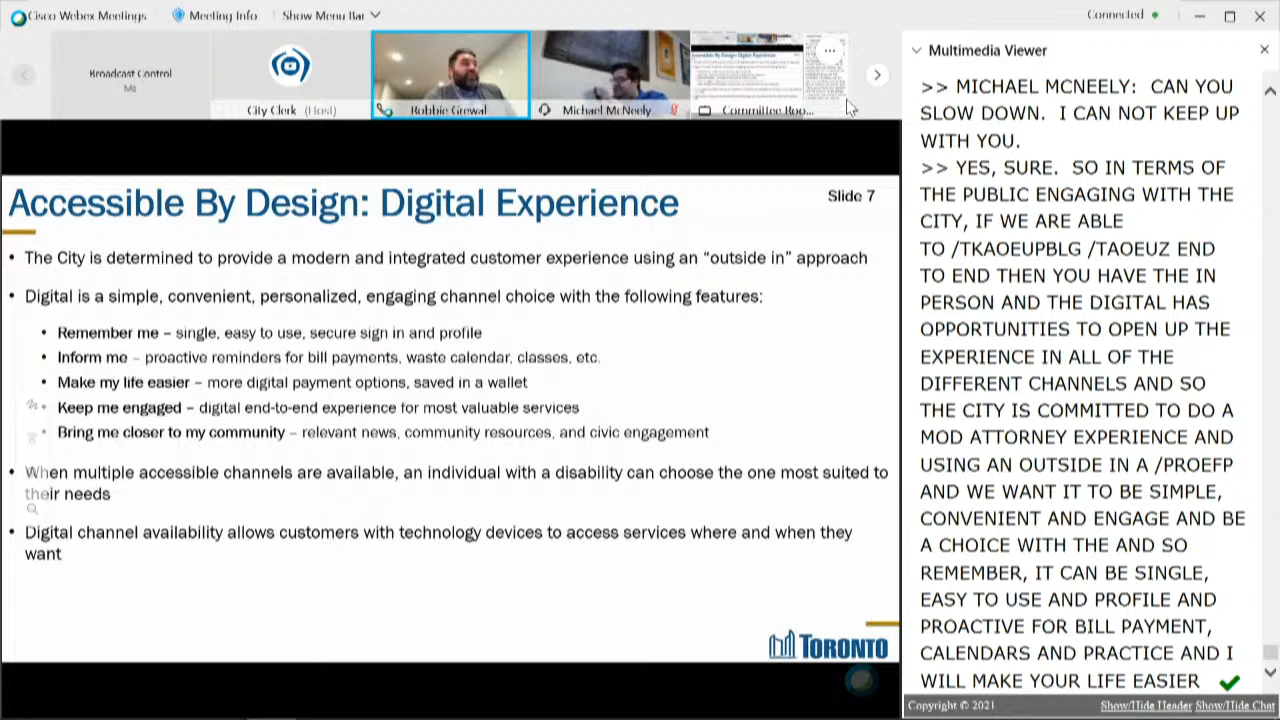 Cisco Webex Meetings
Meeting Info
Show Menu Bar
Connected
Broadcast Control
City Clerk (Host)
Robbie Grewal
Michael McNeely
Committee Roo...
Accessible By Design: Digital Experience
Slide 7
• The City is determined to provide a modern and integrated customer experience using an “outside in” approach
• Digital is a simple, convenient, personalized, engaging channel choice with the following features:
• Remember me – single, easy to use, secure sign in and profile
• Inform me – proactive reminders for bill payments, waste calendar, classes, etc.
• Make my life easier – more digital payment options, saved in a wallet
• Keep me engaged – digital end-to-end experience for most valuable services
• Bring me closer to my community – relevant news, community resources, and civic engagement
• When multiple accessible channels are available, an individual with a disability can choose the one most suited to
their needs
• Digital channel availability allows customers with technology devices to access services where and when they
want
TORONTO
Multimedia Viewer
>> MICHAEL MCNEELY: CAN YOU
SLOW DOWN. I CAN NOT KEEP UP
WITH YOU.
>> YES, SURE. SO IN TERMS OF
THE PUBLIC ENGAGING WITH THE
CITY, IF WE ARE ABLE
TO /TKAOEUPBLG /TAOEUZ END
TO END THEN YOU HAVE THE IN
PERSON AND THE DIGITAL HAS
OPPORTUNITIES TO OPEN UP THE
EXPERIENCE IN ALL OF THE
DIFFERENT CHANNELS AND SO
THE CITY IS COMMITTED TO DO A
MOD ATTORNEY EXPERIENCE AND
USING AN OUTSIDE IN A /PROEFP
AND WE WANT IT TO BE SIMPLE,
CONVENIENT AND ENGAGE AND BE
A CHOICE WITH THE AND SO
REMEMBER, IT CAN BE SINGLE,
EASY TO USE AND PROFILE AND
PROACTIVE FOR BILL PAYMENT,
CALENDARS AND PRACTICE AND I
WILL MAKE YOUR LIFE EASIER
Copyright © 2021
Show/Hide Header Show/Hide Chat